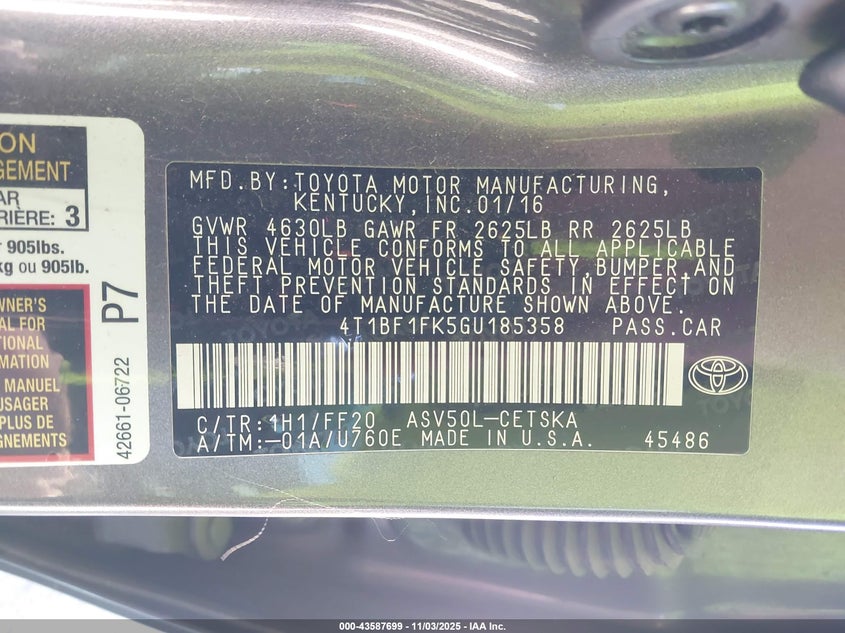 ON
GEMENT
AR
RIÈRE: 3
r 905lbs.
kg ou 905lb.
WNER'S
AL FOR
TIONAL
RMATION
MANUEL
USAGER
PLUS DE
GNEMENTS
P7
42661-06722
MFD.BY:TOYOTA MOTOR MANUFACTURING,
KENTUCKY,INC.01/16
GVWR 4630LB GAWR FR 2625LB RR 2625LB
THIS VEHICLE CONFORMS TO ALL APPLICABLE
FEDERAL MOTOR VEHICLE SAFETY,BUMPER,AND
THEFT PREVENTION STANDARDS IN EFFECT ON
THE DATE OF MANUFACTURE SHOWN ABOVE.
4T1BF1FK5GU185358 PASS.CAR
C/TR:1H1/FF20 ASV50L-CETSKA
A/TM:-01A/U760E MADE IN U.S.A. 45486
000-43587699 - 11/03/2025 - IAA Inc.